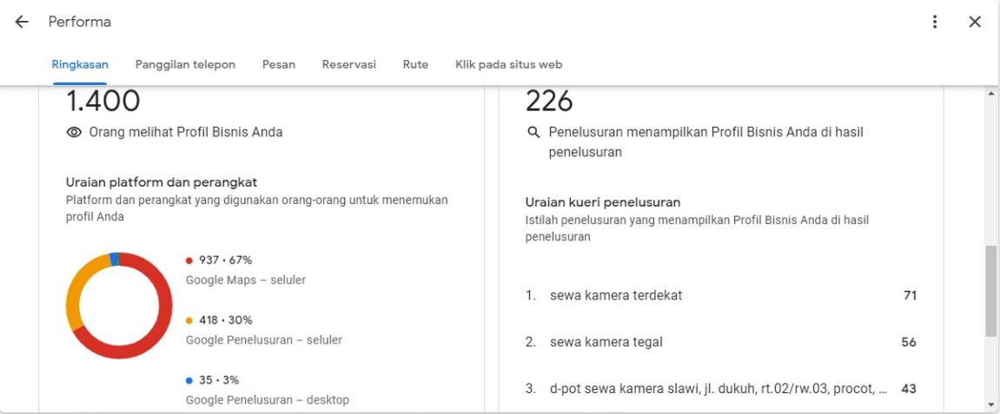 Performa
Ringkasan
Panggilan telepon
Pesan
Reservasi
Rute
Klik pada situs web
1.400
Orang melihat Profil Bisnis Anda
Uraian platform dan perangkat
Platform dan perangkat yang digunakan orang-orang untuk menemukan
profil Anda
937 • 67%
Google Maps – seluler
418 • 30%
Google Penelusuran – seluler
35 • 3%
Google Penelusuran – desktop
226
Penelusuran menampilkan Profil Bisnis Anda di hasil
penelusuran
Uraian kueri penelusuran
Istilah penelusuran yang menampilkan Profil Bisnis Anda di hasil
penelusuran
1. sewa kamera terdekat 71
2. sewa kamera tegal 56
3. d-pot sewa kamera slawi, jl. dukuh, rt.02/rw.03, procot, ... 43